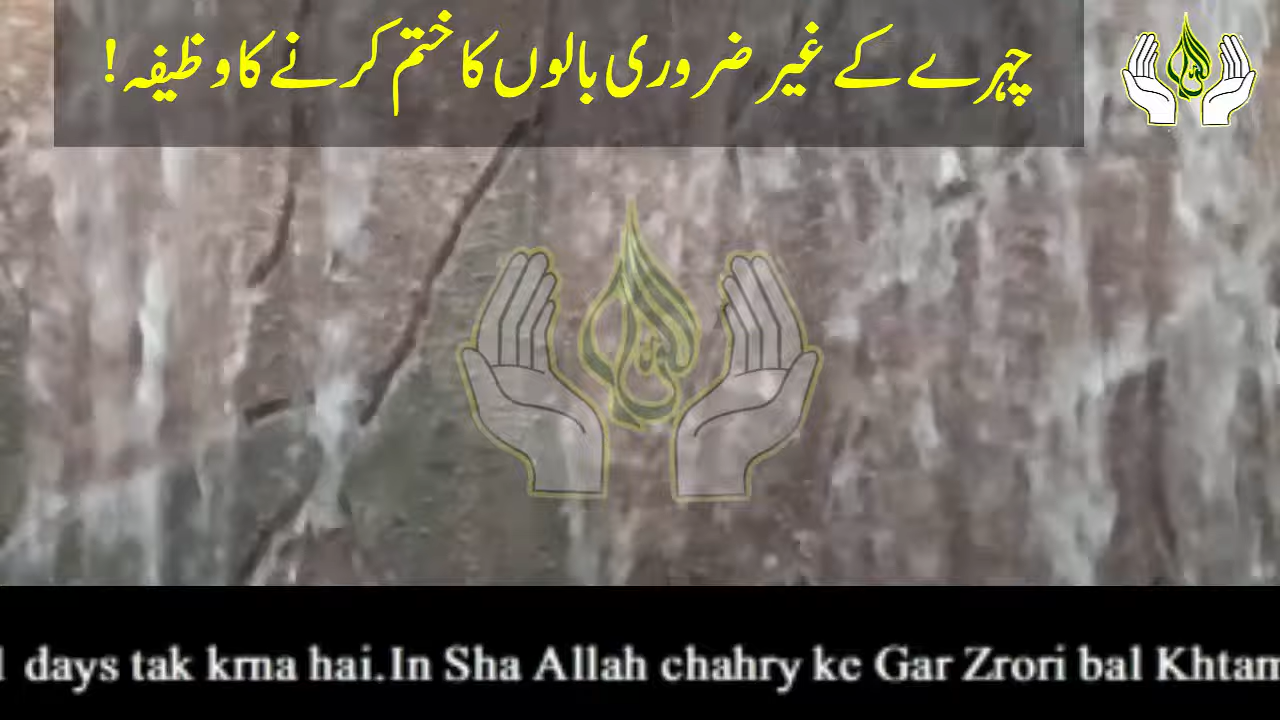 چہرے کے غیر ضروری بالوں کا ختم کرنے کا وظیفہ!
days tak krna hai.In Sha Allah chahry ke Gar Zrori bal Khtam